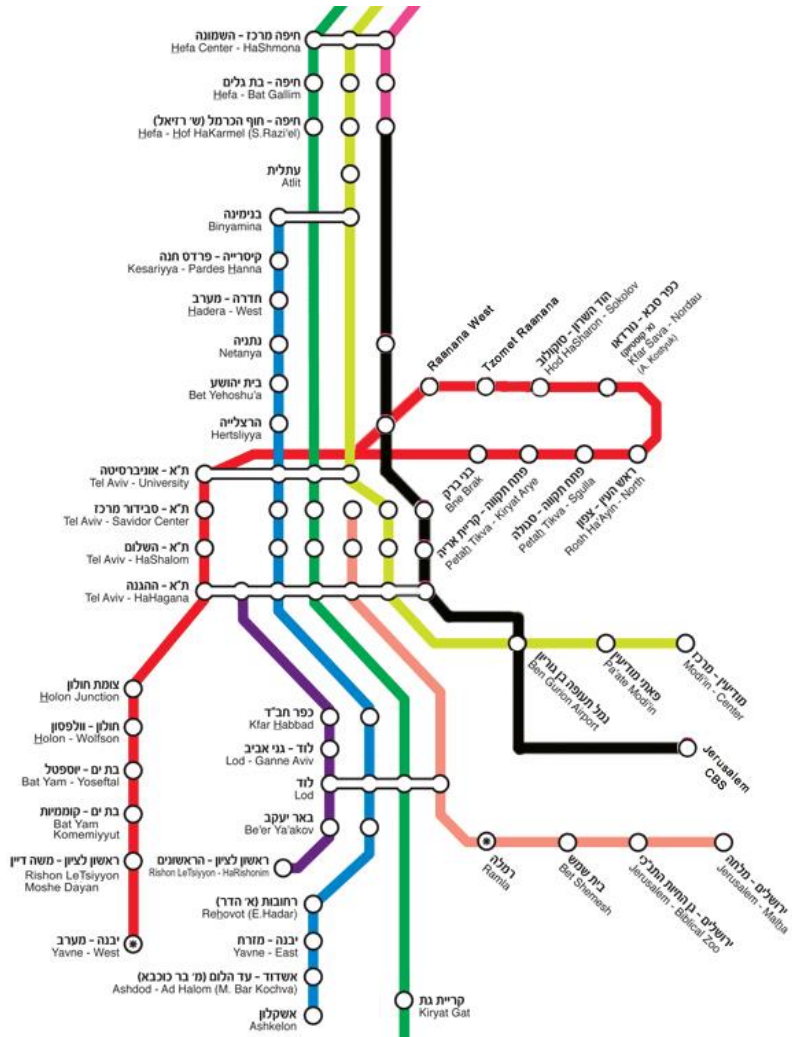 חיפה מרכז - השמונה
Hefa Center - HaShmona
חיפה - בת גלים
Hefa - Bat Gallim
חיפה - חוף הכרמל (ש׳ רזיאל)
Hefa - Hof HaKarmel (S.Razi'el)
עתלית
Atlit
בנימינה
Binyamina
קיסרייה - פרדס חנה
Kesariyya - Pardes Hanna
חדרה - מערב
Hadera - West
נתניה
Netanya
בית יהושע
Bet Yehoshu'a
הרצלייה
Hertsliyya
Raanana West
Tzomet Raanana
הוד השרון - סוקולוב
Hod HaSharon - Sokolov
כפר סבא - נורדאו
(א׳ קוסטיוק)
Kfar Sava - Nordau
(A. Kostyuk)
ת"א - אוניברסיטה
Tel Aviv - University
ת"א - סבידור מרכז
Tel Aviv - Savidor Center
ת"א - השלום
Tel Aviv - HaShalom
ת"א - ההגנה
Tel Aviv - HaHagana
בני ברק
Bne Brak
פתח תקווה - קריית אריה
Petah Tikva - Kiryat Arye
פתח תקווה - סגולה
Petah Tikva - Sgulla
ראש העין - צפון
Rosh Ha'Ayin - North
נמל תעופה בן גוריון
Ben Gurion Airport
פאתי מודיעין
Pa'ate Modi'in
מודיעין - מרכז
Modi'in - Center
Jerusalem
CBS
צומת חולון
Holon Junction
חולון - וולפסון
Holon - Wolfson
בת ים - יוספטל
Bat Yam - Yoseftal
בת ים - קוממיות
Bat Yam
Komemiyyut
ראשון לציון - משה דיין
Rishon LeTsiyyon
Moshe Dayan
יבנה - מערב
Yavne - West
כפר חב"ד
Kfar Habbad
לוד - גני אביב
Lod - Ganne Aviv
לוד
Lod
באר יעקב
Be'er Ya'akov
ראשון לציון - הראשונים
Rishon LeTsiyyon - HaRishonim
רחובות (א׳ הדר)
Rehovot (E.Hadar)
יבנה - מזרח
Yavne - East
אשדוד - עד הלום (מ׳ בר כוכבא)
Ashdod - Ad Halom (M. Bar Kochva)
אשקלון
Ashkelon
קריית גת
Kiryat Gat
רמלה
Ramla
בית שמש
Bet Shemesh
ירושלים - גן החיות התנ"כי
Jerusalem - Biblical Zoo
ירושלים - מלחה
Jerusalem - Malha